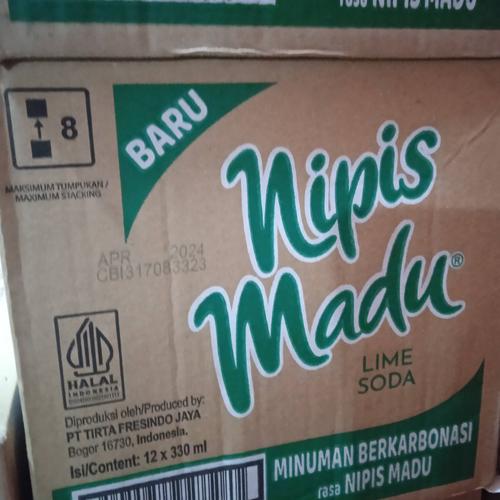 rasa NIPIS MADU
8
MAKSIMUM TUMPUKAN /
MAXIMUM STACKING
BARU
Nipis
Madu®
LIME
SODA
APR 2024
CBI317083323
HALAL
INDONESIA
Diproduksi oleh/Produced by:
PT TIRTA FRESINDO JAYA
Bogor 16730, Indonesia.
Isi/Content: 12 x 330 ml
MINUMAN BERKARBONASI
rasa NIPIS MADU